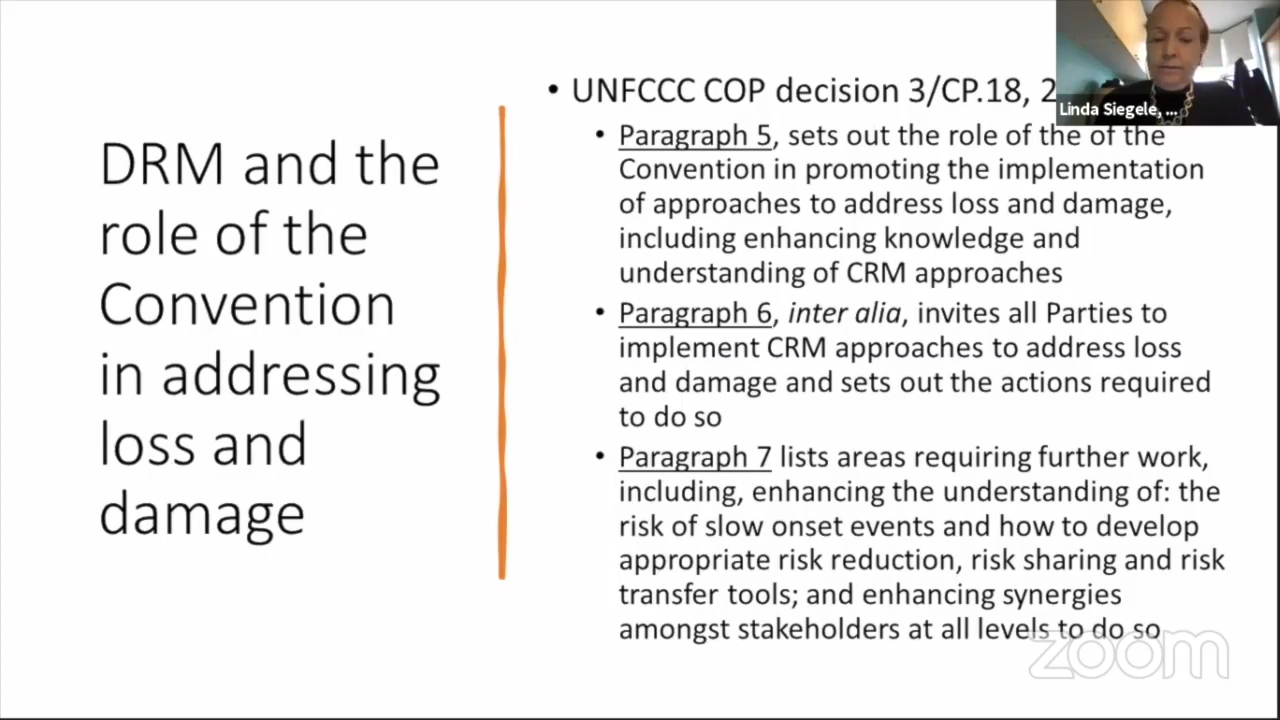 DRM and the
role of the
Convention
in addressing
loss and
damage
• UNFCCC COP decision 3/CP.18, 2
• Paragraph 5, sets out the role of the of the
Convention in promoting the implementation
of approaches to address loss and damage,
including enhancing knowledge and
understanding of CRM approaches
• Paragraph 6, inter alia, invites all Parties to
implement CRM approaches to address loss
and damage and sets out the actions required
to do so
• Paragraph 7 lists areas requiring further work,
including, enhancing the understanding of: the
risk of slow onset events and how to develop
appropriate risk reduction, risk sharing and risk
transfer tools; and enhancing synergies
amongst stakeholders at all levels to do so
Linda Siegele, ...
zoom